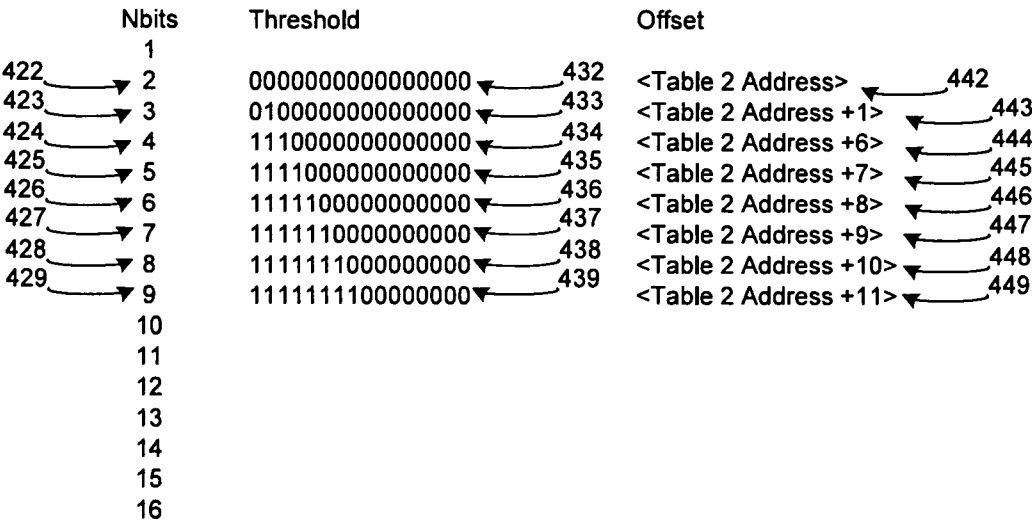 Nbits Threshold Offset
1
422 2 0000000000000000 432 <Table 2 Address> 442
423 3 0100000000000000 433 <Table 2 Address +1> 443
424 4 1110000000000000 434 <Table 2 Address +6> 444
425 5 1111000000000000 435 <Table 2 Address +7> 445
426 6 1111100000000000 436 <Table 2 Address +8> 446
427 7 1111110000000000 437 <Table 2 Address +9> 447
428 8 1111111000000000 438 <Table 2 Address +10> 448
429 9 1111111100000000 439 <Table 2 Address +11> 449
10
11
12
13
14
15
16